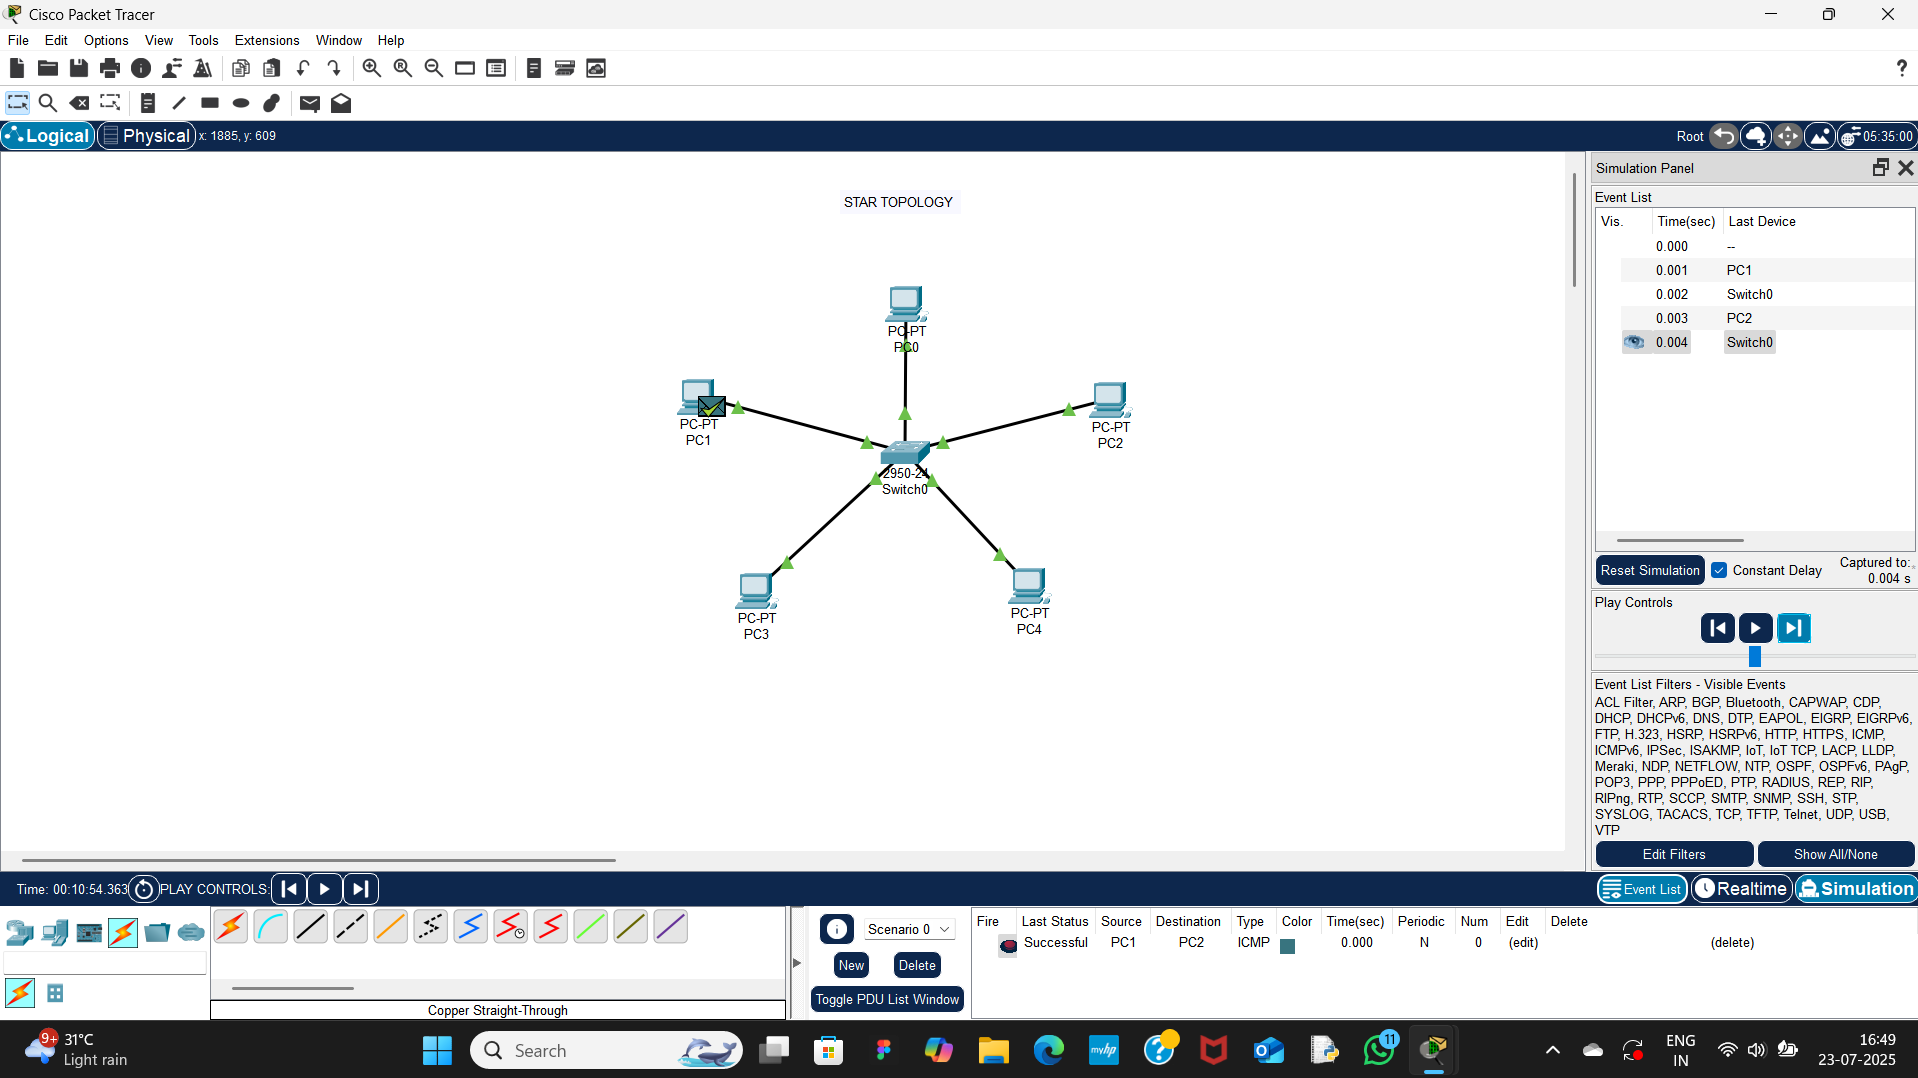 Cisco Packet Tracer
File Edit Options View Tools Extensions Window Help
?
Logical Physical x: 1885, y: 609 Root 05:35:00
Simulation Panel
STAR TOPOLOGY
Event List
Vis. Time(sec) Last Device
0.000 --
0.001 PC1
0.002 Switch0
0.003 PC2
0.004 Switch0
PC-PT
PC0
PC-PT
PC1
PC-PT
PC2
2950-24
Switch0
PC-PT
PC3
PC-PT
PC4
Reset Simulation Constant Delay Captured to:
0.004 s
Play Controls
Event List Filters - Visible Events
ACL Filter, ARP, BGP, Bluetooth, CAPWAP, CDP,
DHCP, DHCPv6, DNS, DTP, EAPOL, EIGRP, EIGRPv6,
FTP, H.323, HSRP, HSRPv6, HTTP, HTTPS, ICMP,
ICMPv6, IPSec, ISAKMP, IoT, IoT TCP, LACP, LLDP,
Meraki, NDP, NETFLOW, NTP, OSPF, OSPFv6, PAgP,
POP3, PPP, PPPoED, PTP, RADIUS, REP, RIP,
RIPng, RTP, SCCP, SMTP, SNMP, SSH, STP,
SYSLOG, TACACS, TCP, TFTP, Telnet, UDP, USB,
VTP
Edit Filters Show All/None
Time: 00:10:54.363 PLAY CONTROLS: Event List Realtime Simulation
Scenario 0
New Delete
Toggle PDU List Window
Fire Last Status Source Destination Type Color Time(sec) Periodic Num Edit Delete
Successful PC1 PC2 ICMP 0.000 N 0 (edit) (delete)
Copper Straight-Through
9+ 31°C
Light rain
Search
myhp
11
ENG
IN
16:49
23-07-2025